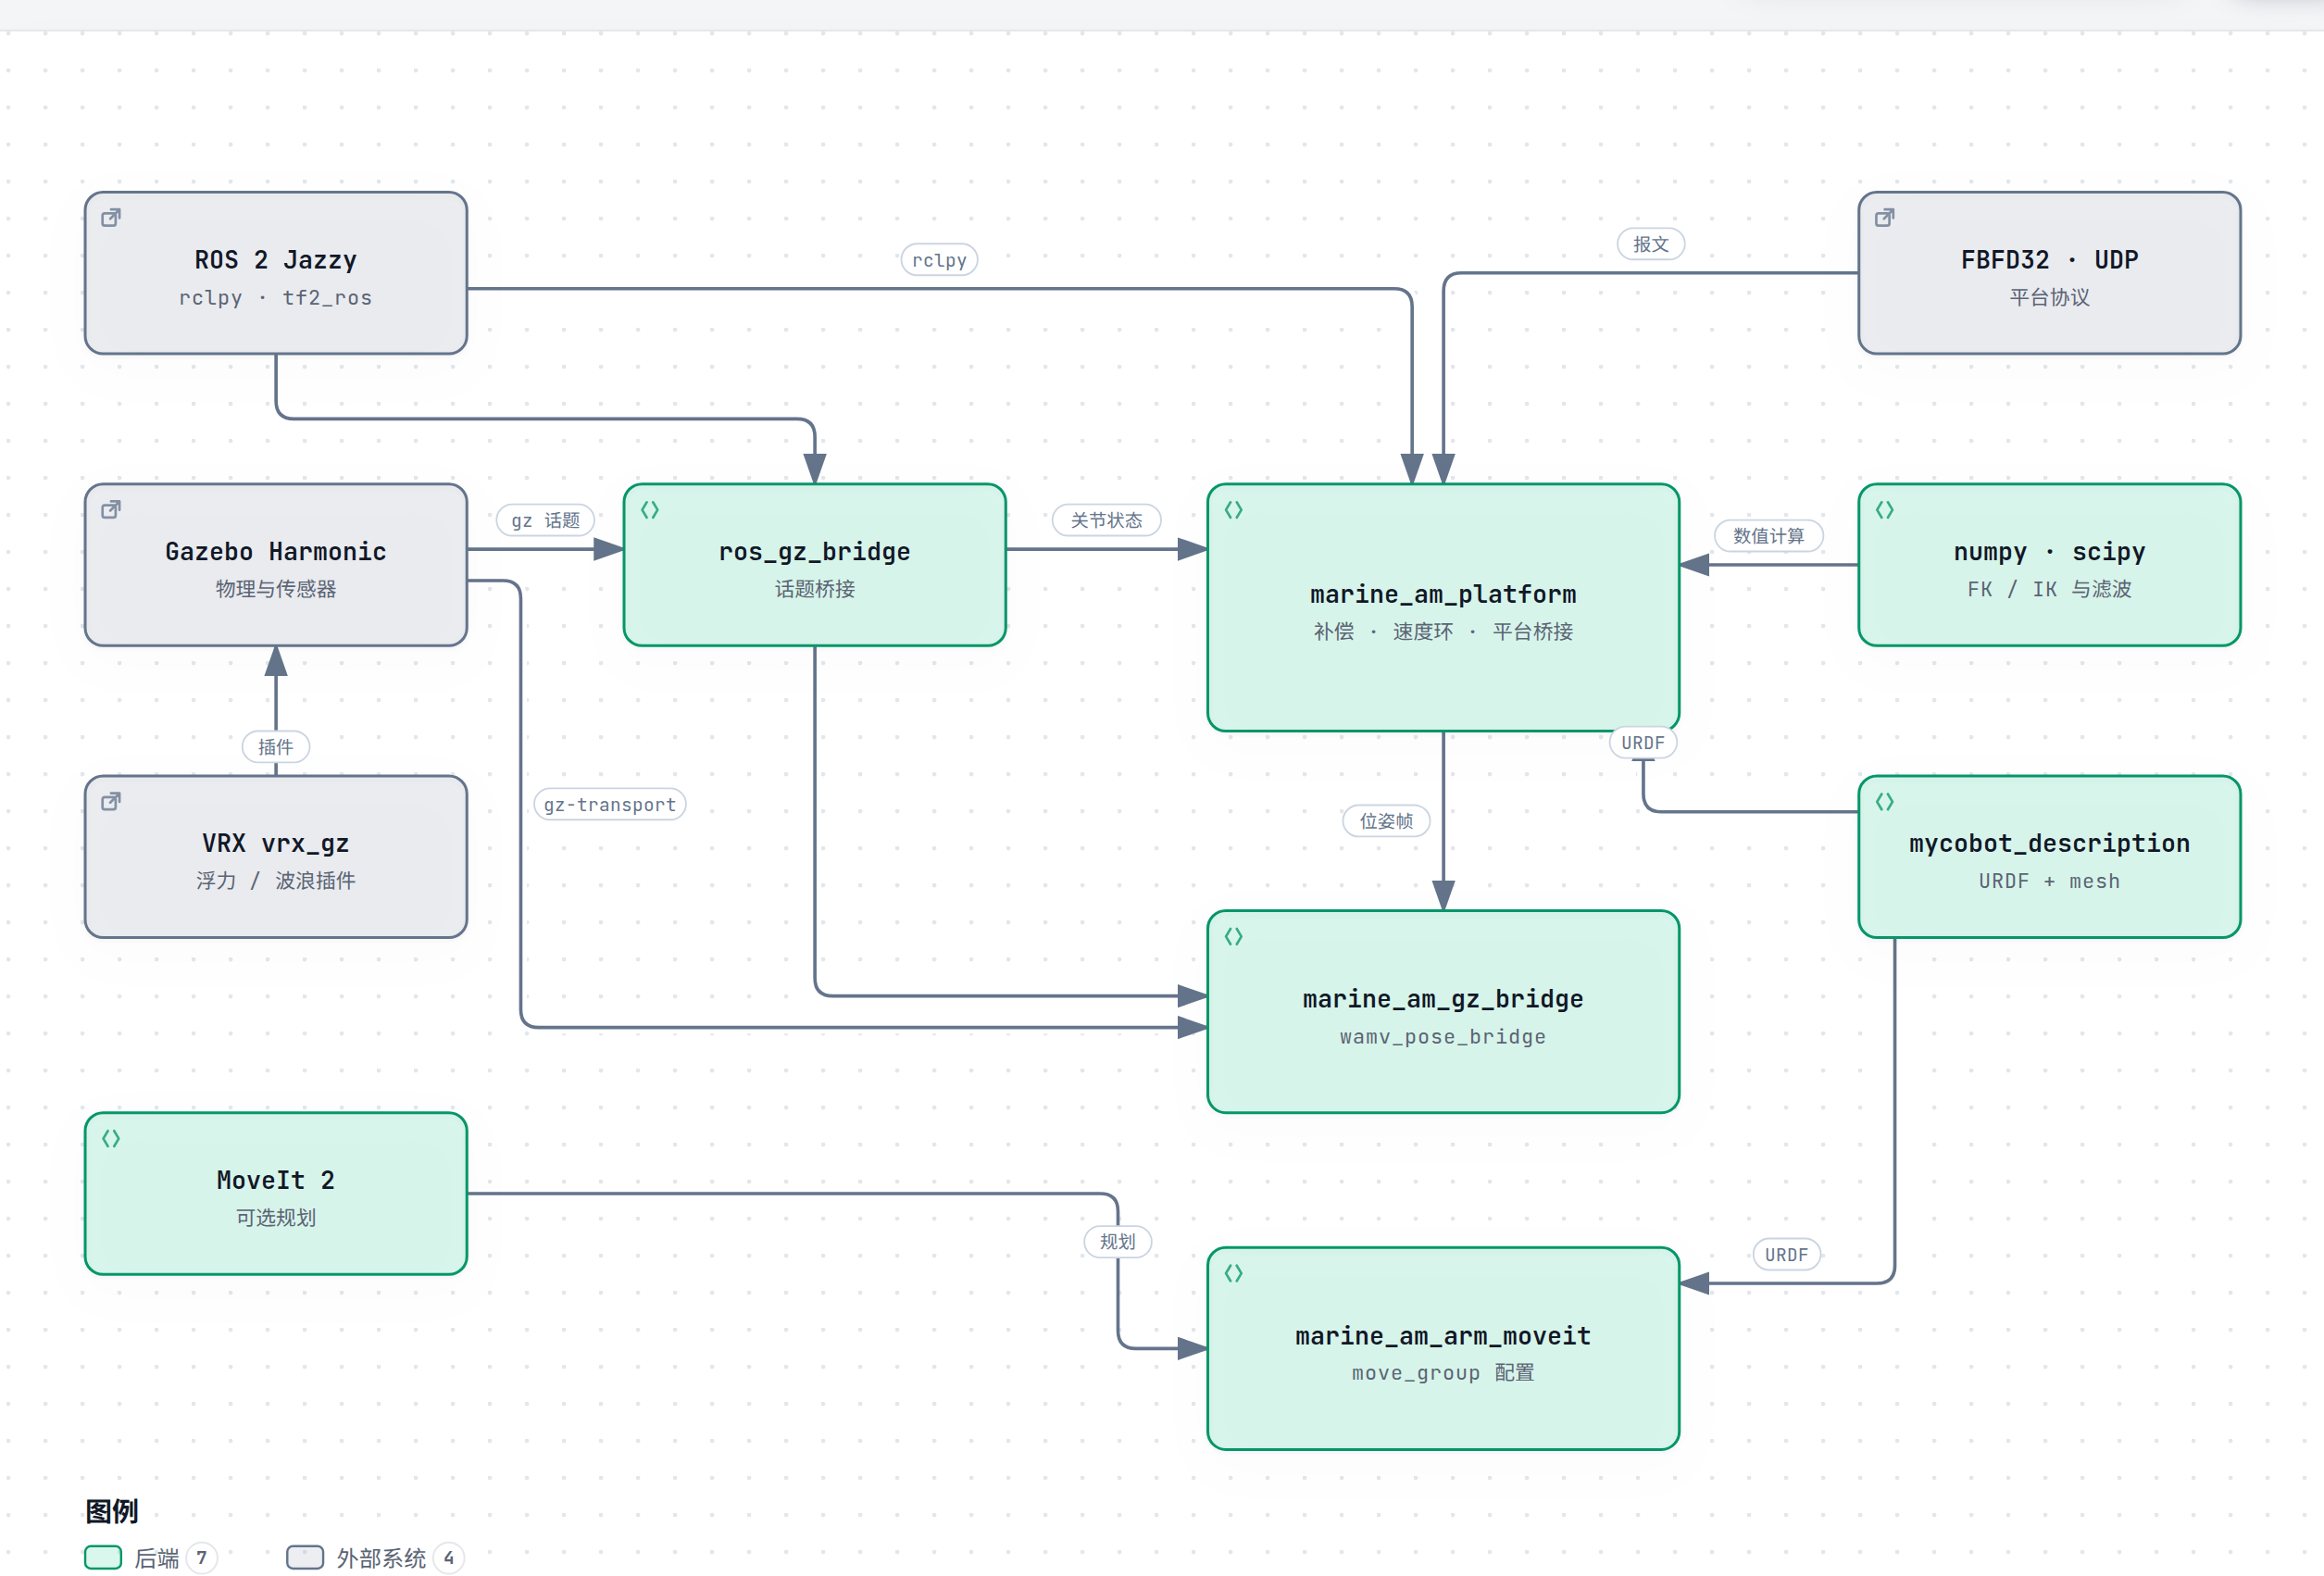 ROS 2 Jazzy
rclpy · tf2_ros
rclpy
报文
FBFD32 · UDP
平台协议
Gazebo Harmonic
物理与传感器
gz 话题
ros_gz_bridge
话题桥接
关节状态
marine_am_platform
补偿 · 速度环 · 平台桥接
数值计算
numpy · scipy
FK / IK 与滤波
插件
URDF
VRX vrx_gz
浮力 / 波浪插件
gz-transport
位姿帧
mycobot_description
URDF + mesh
marine_am_gz_bridge
wamv_pose_bridge
MoveIt 2
可选规划
规划
URDF
marine_am_arm_moveit
move_group 配置
图例
后端 7
外部系统 4